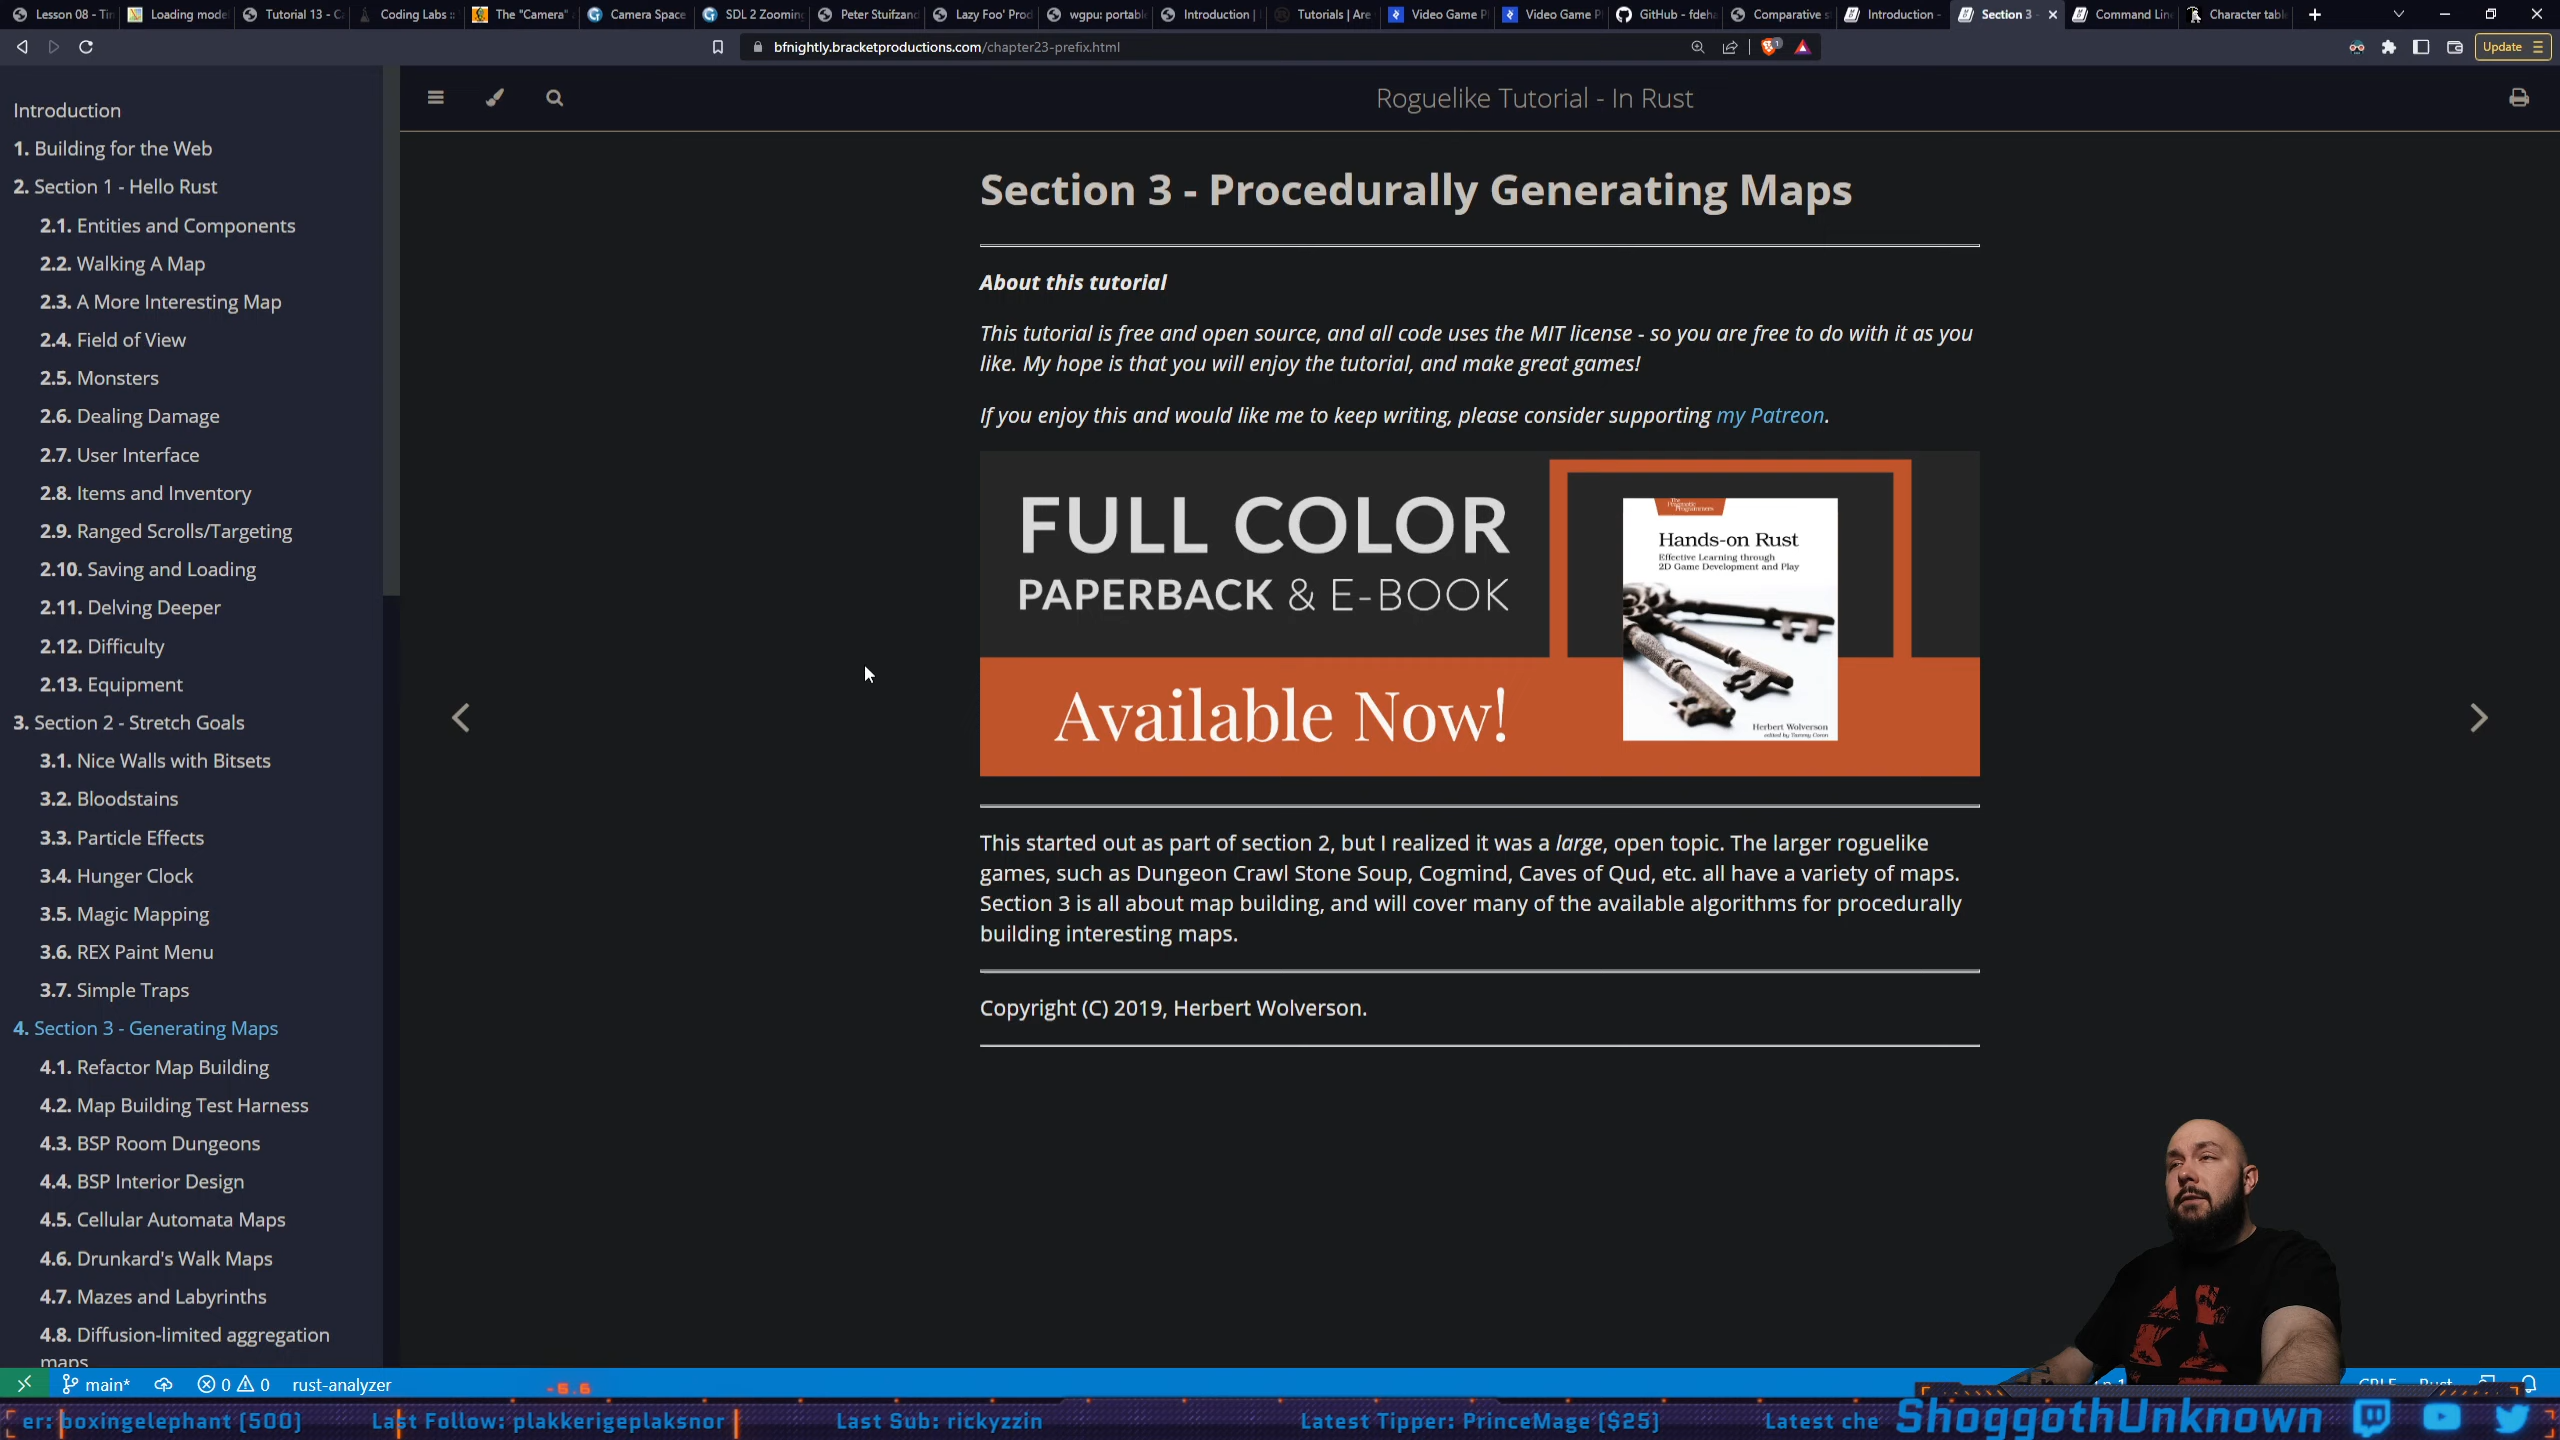 Lesson 08 - Tin
Loading mode
Tutorial 13 - C
Coding Labs ::
The "Camera"
Camera Space
SDL 2 Zooming
Peter Stuifzand
Lazy Foo' Prod
wgpu: portable
Introduction |
Tutorials | Are
Video Game P
Video Game P
GitHub - fdeh
Comparative s
Introduction -
Section 3 -
Command Lin
Character tabl
bfnightly.bracketproductions.com/chapter23-prefix.html
Update
Introduction
1. Building for the Web
2. Section 1 - Hello Rust
2.1. Entities and Components
2.2. Walking A Map
2.3. A More Interesting Map
2.4. Field of View
2.5. Monsters
2.6. Dealing Damage
2.7. User Interface
2.8. Items and Inventory
2.9. Ranged Scrolls/Targeting
2.10. Saving and Loading
2.11. Delving Deeper
2.12. Difficulty
2.13. Equipment
3. Section 2 - Stretch Goals
3.1. Nice Walls with Bitsets
3.2. Bloodstains
3.3. Particle Effects
3.4. Hunger Clock
3.5. Magic Mapping
3.6. REX Paint Menu
3.7. Simple Traps
4. Section 3 - Generating Maps
4.1. Refactor Map Building
4.2. Map Building Test Harness
4.3. BSP Room Dungeons
4.4. BSP Interior Design
4.5. Cellular Automata Maps
4.6. Drunkard's Walk Maps
4.7. Mazes and Labyrinths
4.8. Diffusion-limited aggregation
maps
Roguelike Tutorial - In Rust
Section 3 - Procedurally Generating Maps
About this tutorial
This tutorial is free and open source, and all code uses the MIT license - so you are free to do with it as you
like. My hope is that you will enjoy the tutorial, and make great games!
If you enjoy this and would like me to keep writing, please consider supporting my Patreon.
FULL COLOR
PAPERBACK & E-BOOK
Available Now!
The Pragmatic Programmers
Hands-on Rust
Effective Learning through
2D Game Development and Play
Herbert Wolverson
edited by Tammy Coron
This started out as part of section 2, but I realized it was a large, open topic. The larger roguelike
games, such as Dungeon Crawl Stone Soup, Cogmind, Caves of Qud, etc. all have a variety of maps.
Section 3 is all about map building, and will cover many of the available algorithms for procedurally
building interesting maps.
Copyright (C) 2019, Herbert Wolverson.
main*
0
0
rust-analyzer
CRLF
Rust
-5.6
er: boxingelephant (500)
Last Follow: plakkerigeplaksnor
Last Sub: rickyzzin
Latest Tipper: PrinceMage ($25)
Latest che
ShoggothUnknown